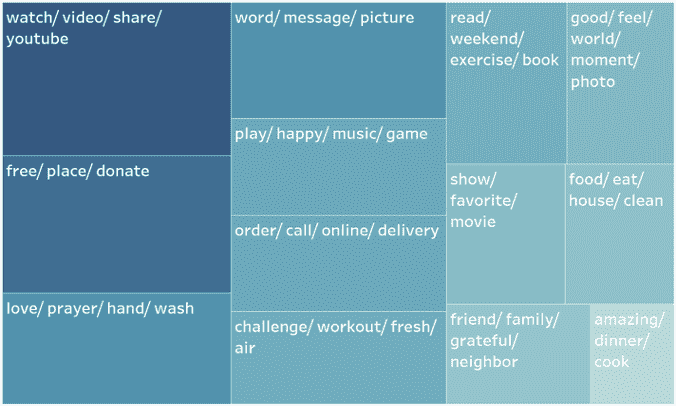 watch/ video/ share/
youtube
free/ place/ donate
love/ prayer/ hand/ wash
word/ message/ picture
play/ happy/ music/ game
order/ call/ online/ delivery
challenge/ workout/ fresh/
air
read/
weekend/
exercise/ book
good/ feel/
world/
moment/
photo
show/
favorite/
movie
food/ eat/
house/ clean
friend/ family/
grateful/
neighbor
amazing/
dinner/
cook